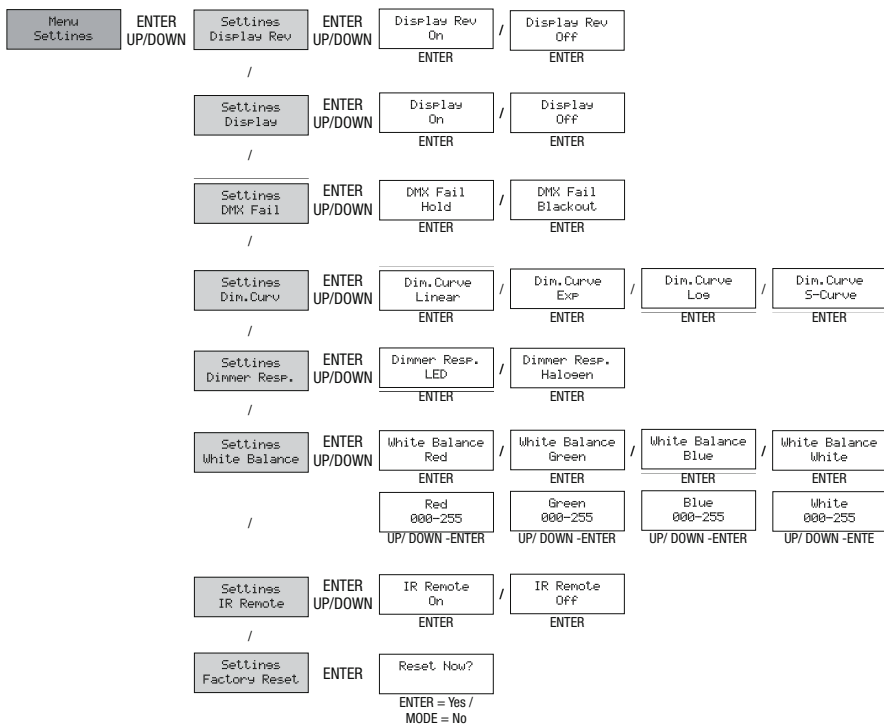 Menu
Settings
ENTER
UP/DOWN
Settings
Display Rev
ENTER
UP/DOWN
Display Rev
On
ENTER
/
Display Rev
Off
ENTER
/
Settings
Display
ENTER
UP/DOWN
Display
On
ENTER
/
Display
Off
ENTER
/
Settings
DMX Fail
ENTER
UP/DOWN
DMX Fail
Hold
ENTER
/
DMX Fail
Blackout
ENTER
/
Settings
Dim.Curv
ENTER
UP/DOWN
Dim.Curve
Linear
ENTER
/
Dim.Curve
Exp
ENTER
/
Dim.Curve
Log
ENTER
/
Dim.Curve
S-Curve
ENTER
/
Settings
Dimmer Resp.
ENTER
UP/DOWN
Dimmer Resp.
LED
ENTER
/
Dimmer Resp.
Halogen
ENTER
/
Settings
White Balance
ENTER
UP/DOWN
White Balance
Red
ENTER
/
White Balance
Green
ENTER
/
White Balance
Blue
ENTER
/
White Balance
White
ENTER
/
Red
000-255
UP/ DOWN -ENTER
Green
000-255
UP/ DOWN -ENTER
Blue
000-255
UP/ DOWN -ENTER
White
000-255
UP/ DOWN -ENTE
Settings
IR Remote
ENTER
UP/DOWN
IR Remote
On
ENTER
/
IR Remote
Off
ENTER
/
Settings
Factory Reset
ENTER
Reset Now?
ENTER = Yes /
MODE = No